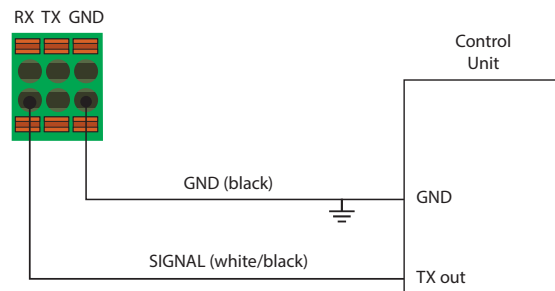 RX TX GND
Control
Unit
GND (black)
GND
SIGNAL (white/black)
TX out